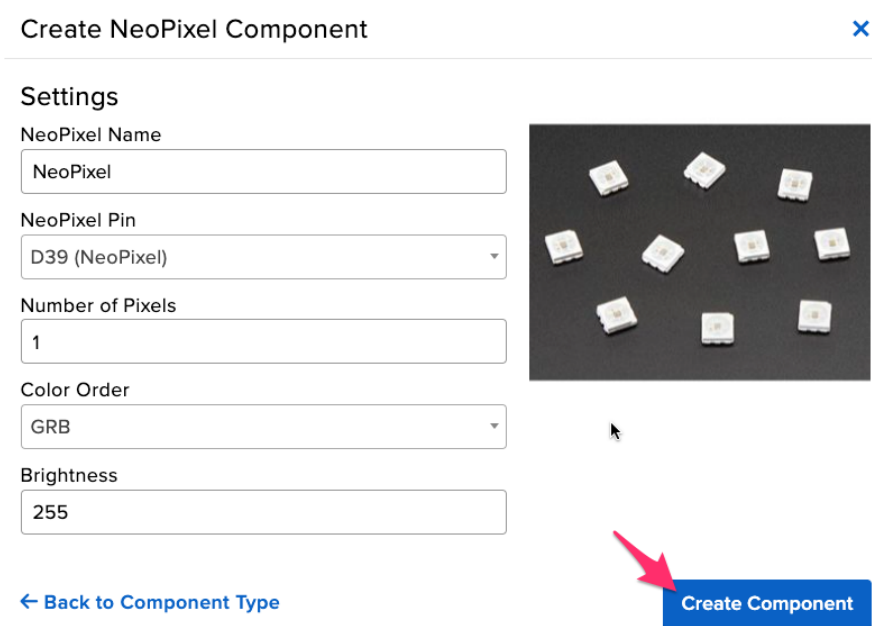 Create NeoPixel Component
Settings
NeoPixel Name
NeoPixel
NeoPixel Pin
D39 (NeoPixel)
Number of Pixels
1
Color Order
GRB
Brightness
255
← Back to Component Type
Create Component